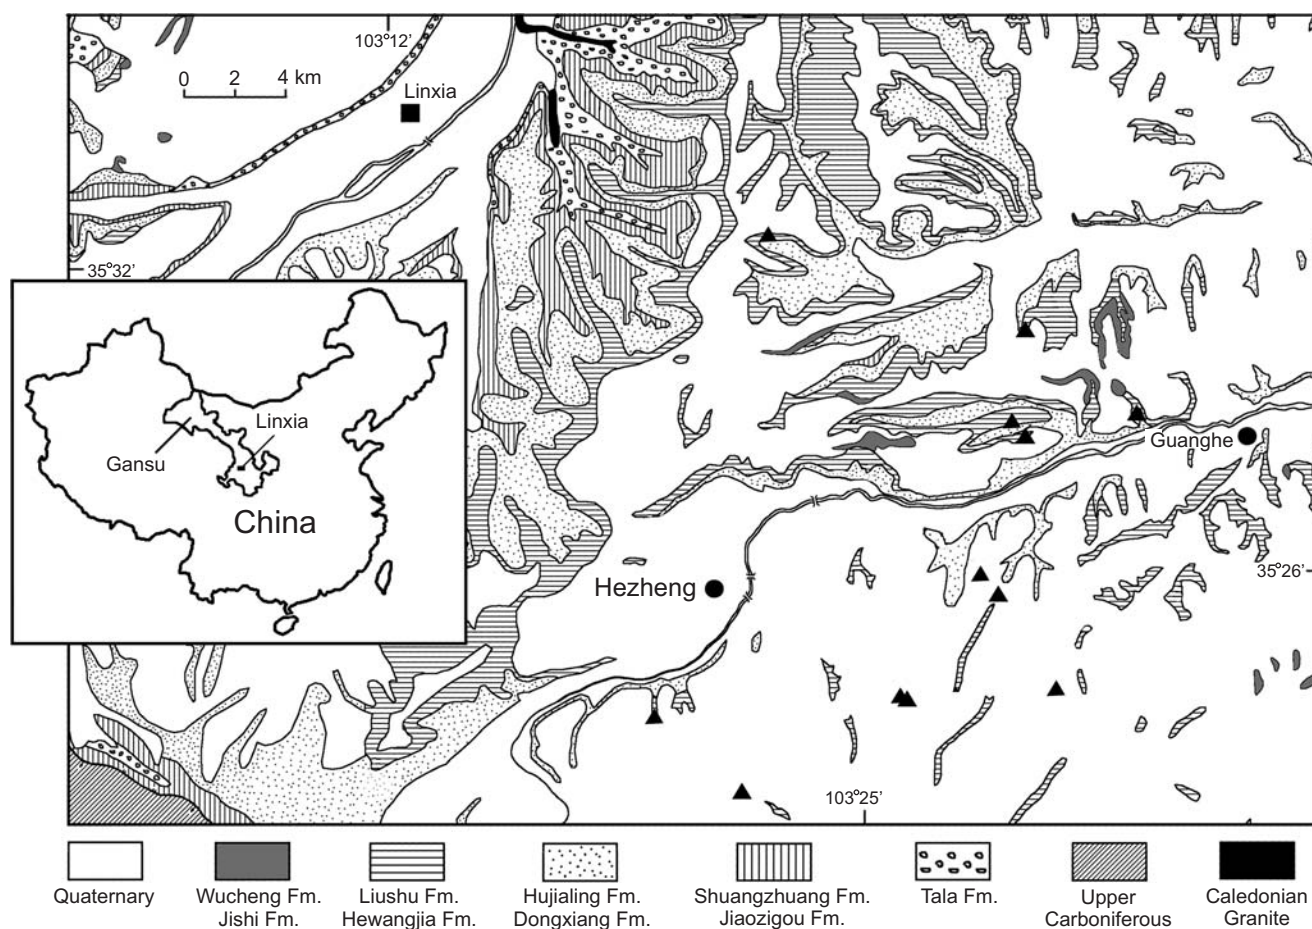 103°12’
0 2 4 km
Linxia
35°32’
Linxia
Gansu
China
Guanghe
Hezheng
35°26’
103°25’
Quaternary
Wucheng Fm.
Jishi Fm.
Liushu Fm.
Hewangjia Fm.
Hujialing Fm.
Dongxiang Fm.
Shuangzhuang Fm.
Jiaozigou Fm.
Tala Fm.
Upper
Carboniferous
Caledonian
Granite